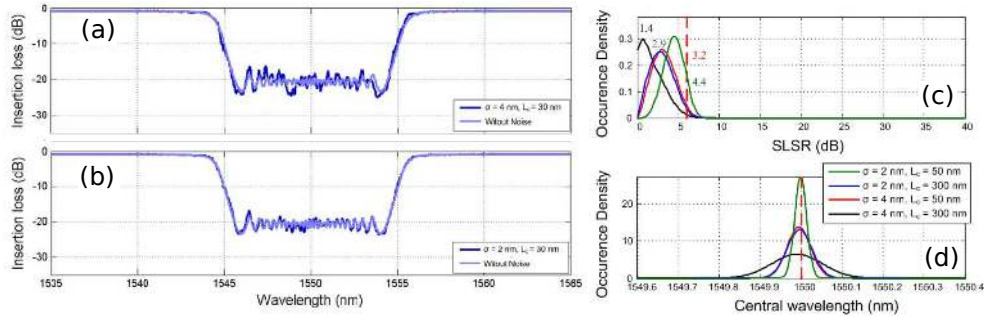 (a)
Insertion loss (dB)
0
-10
-20
-30
σ = 4 nm, Lc = 30 nm
Witout Noise
(b)
Insertion loss (dB)
0
-10
-20
-30
σ = 2 nm, Lc = 30 nm
Witout Noise
1535 1540 1545 1550 1555 1560 1565
Wavelength (nm)
(c)
Occurence Density
0.3
0.2
0.1
0
1.4
2.9
3.2
4.4
0 5 10 15 20 25 30 35 40
SLSR (dB)
(d)
Occurence Density
20
10
0
σ = 2 nm, Lc = 50 nm
σ = 2 nm, Lc = 300 nm
σ = 4 nm, Lc = 50 nm
σ = 4 nm, Lc = 300 nm
1549.6 1549.7 1549.8 1549.9 1550 1550.1 1550.2 1550.3 1550.4
Central wavelength (nm)